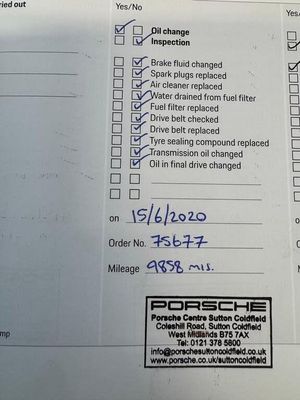 ried out
Yes/No
Oil change
Inspection
Brake fluid changed
Spark plugs replaced
Air cleaner replaced
Water drained from fuel filter
Fuel filter replaced
Drive belt checked
Drive belt replaced
Tyre sealing compound replaced
Transmission oil changed
Oil in final drive changed
on 15/6/2020
Order No. 75677
Mileage 9858 mls.
PORSCHE
Porsche Centre Sutton Coldfield
Coleshill Road, Sutton Coldfield
West Midlands B75 7AX
Tel: 0121 378 5800
info@porschesuttoncoldfield.co.uk
www.porsche.co.uk/suttoncoldfield
mp
Yes/
on
Ord
Mile